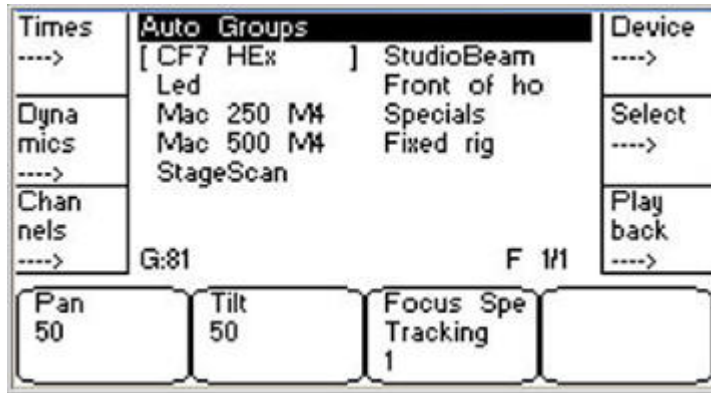 Times
---->
Dyna
mics
---->
Chan
nels
---->
Auto Groups
[ CF7 HEx ] StudioBeam
Led Front of ho
Mac 250 M4 Specials
Mac 500 M4 Fixed rig
StageScan
G:81 F 1/1
Device
---->
Select
---->
Play
back
---->
Pan
50
Tilt
50
Focus Spe
Tracking
1